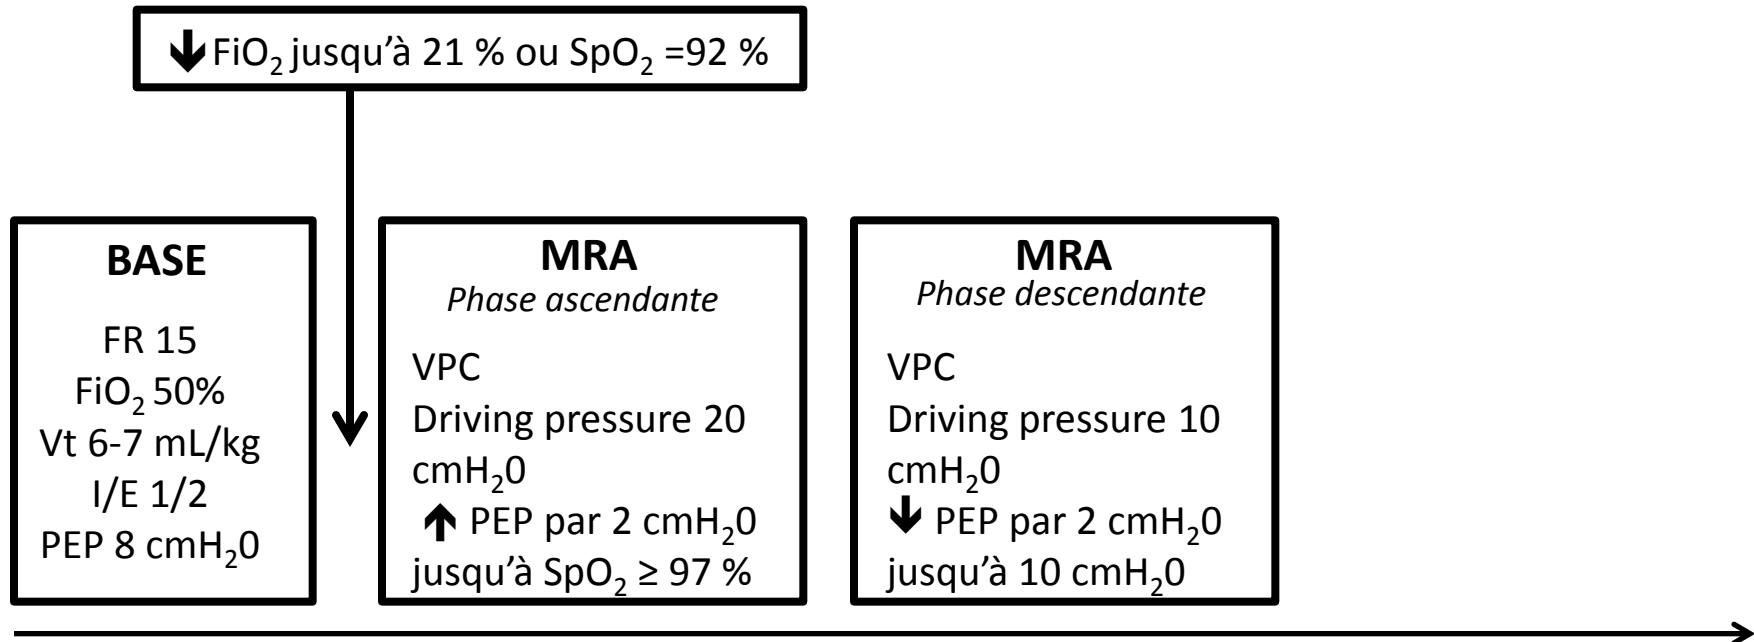 🡻 FiO₂ jusqu’à 21 % ou SpO₂ =92 %
BASE
FR 15
FiO₂ 50%
Vt 6-7 mL/kg
I/E 1/2
PEP 8 cmH₂0
MRA
Phase ascendante
VPC
Driving pressure 20
cmH₂0
🡹 PEP par 2 cmH₂0
jusqu’à SpO₂ ≥ 97 %
MRA
Phase descendante
VPC
Driving pressure 10
cmH₂0
🡻 PEP par 2 cmH₂0
jusqu’à 10 cmH₂0